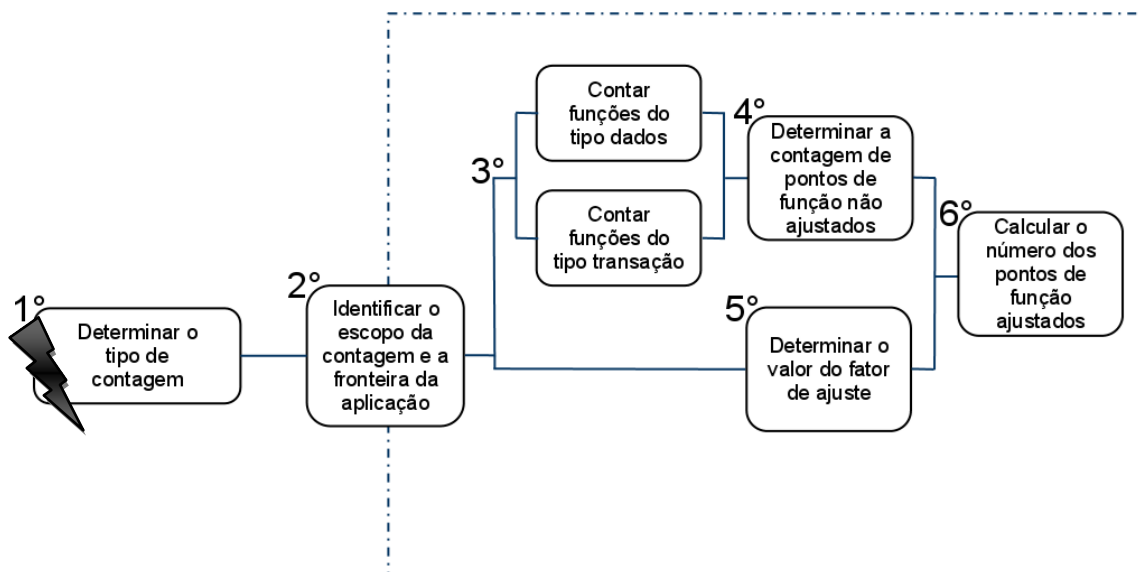 1°
Determinar o
tipo de
contagem
2°
Identificar o
escopo da
contagem e a
fronteira da
aplicação
3°
Contar
funções do
tipo dados
Contar
funções do
tipo transação
4°
Determinar a
contagem de
pontos de
função não
ajustados
5°
Determinar o
valor do fator
de ajuste
6°
Calcular o
número dos
pontos de
função
ajustados